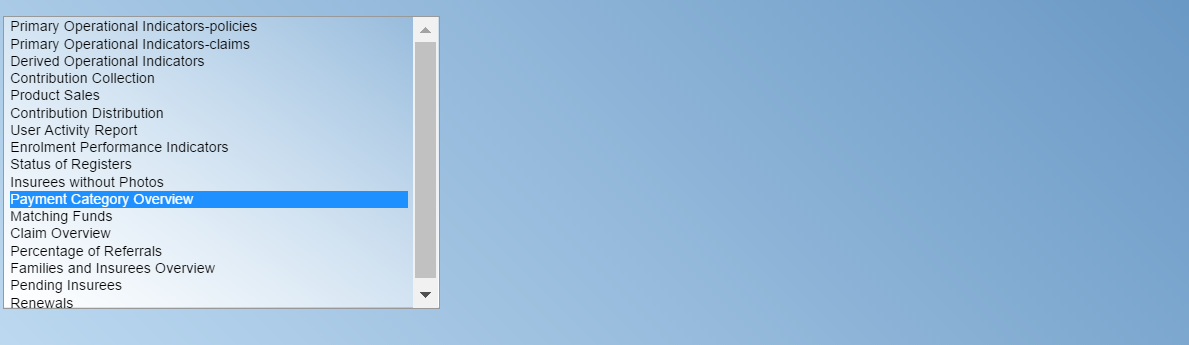 Primary Operational Indicators-policies
Primary Operational Indicators-claims
Derived Operational Indicators
Contribution Collection
Product Sales
Contribution Distribution
User Activity Report
Enrolment Performance Indicators
Status of Registers
Insurees without Photos
Payment Category Overview
Matching Funds
Claim Overview
Percentage of Referrals
Families and Insurees Overview
Pending Insurees
Renewals